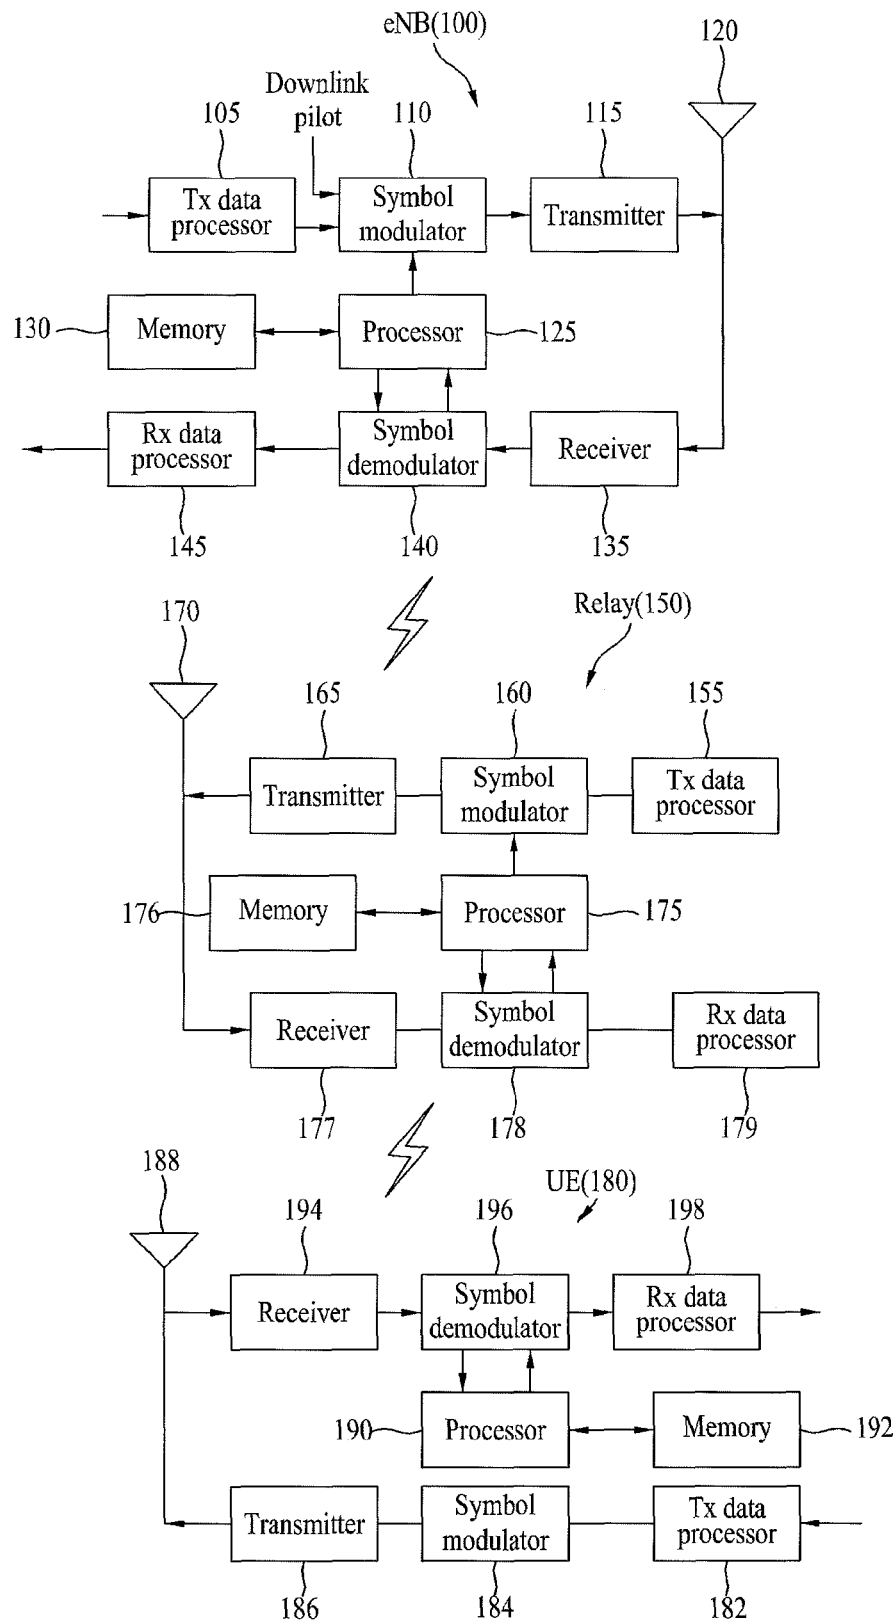 eNB(100)
120
Downlink
pilot
105
110
115
Tx data
processor
Symbol
modulator
Transmitter
130
Memory
Processor
125
Rx data
processor
Symbol
demodulator
Receiver
145
140
135
170
Relay(150)
165
160
155
Transmitter
Symbol
modulator
Tx data
processor
176
Memory
Processor
175
Receiver
Symbol
demodulator
Rx data
processor
177
178
179
188
UE(180)
194
196
198
Receiver
Symbol
demodulator
Rx data
processor
190
Processor
Memory
192
Transmitter
Symbol
modulator
Tx data
processor
186
184
182